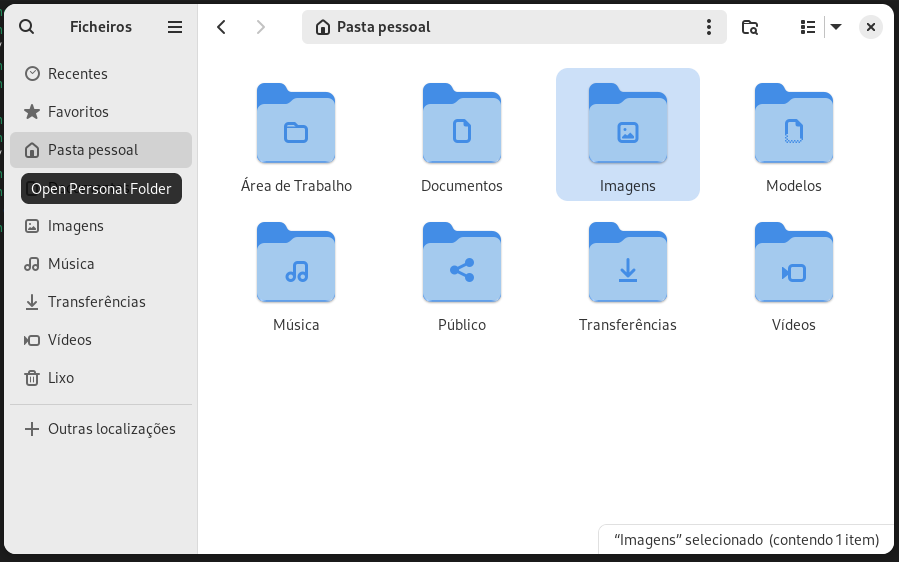 Ficheiros
Pasta pessoal
Recentes
Favoritos
Pasta pessoal
Open Personal Folder
Imagens
Música
Transferências
Vídeos
Lixo
Outras localizações
Área de Trabalho
Documentos
Imagens
Modelos
Música
Público
Transferências
Vídeos
“Imagens” selecionado (contendo 1 item)